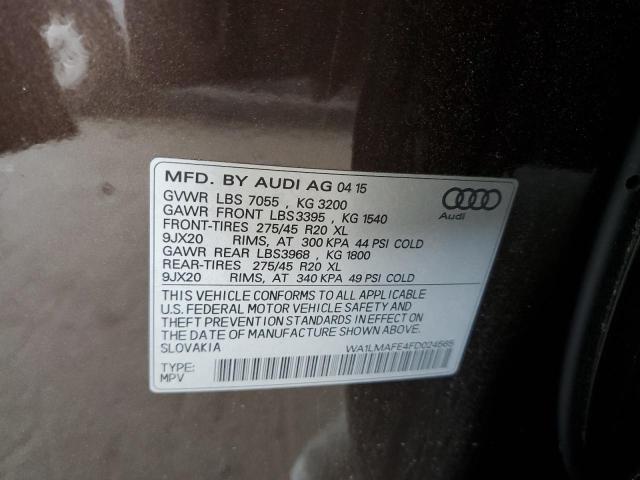 MFD. BY AUDI AG 04 15
GVWR LBS 7055 , KG 3200
GAWR FRONT LBS3395 , KG 1540
FRONT-TIRES 275/45 R20 XL
9JX20 RIMS, AT 300 KPA 44 PSI COLD
GAWR REAR LBS3968 , KG 1800
REAR-TIRES 275/45 R20 XL
9JX20 RIMS, AT 340 KPA 49 PSI COLD
Audi
THIS VEHICLE CONFORMS TO ALL APPLICABLE
U.S. FEDERAL MOTOR VEHICLE SAFETY AND
THEFT PREVENTION STANDARDS IN EFFECT ON
THE DATE OF MANUFACTURE SHOWN ABOVE.
SLOVAKIA
WA1LMAFE4FD024565
TYPE:
MPV